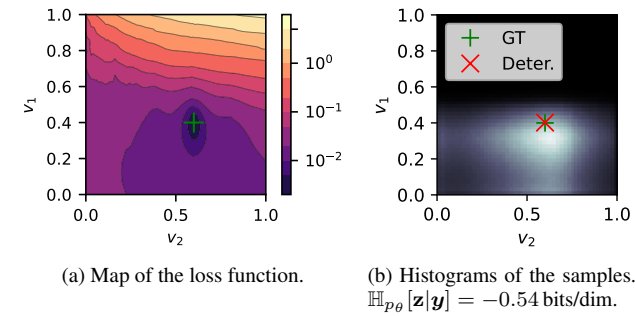 1.0
0.8
0.6
0.4
0.2
0.0
v₁
0.0
0.5
1.0
v₂
10⁰
10⁻¹
10⁻²
1.0
0.8
0.6
0.4
0.2
0.0
v₁
0.0
0.5
1.0
v₂
GT
Deter.
(a) Map of the loss function.
(b) Histograms of the samples.
ℍ_{p_θ}[𝐳|𝒚] = −0.54 bits/dim.